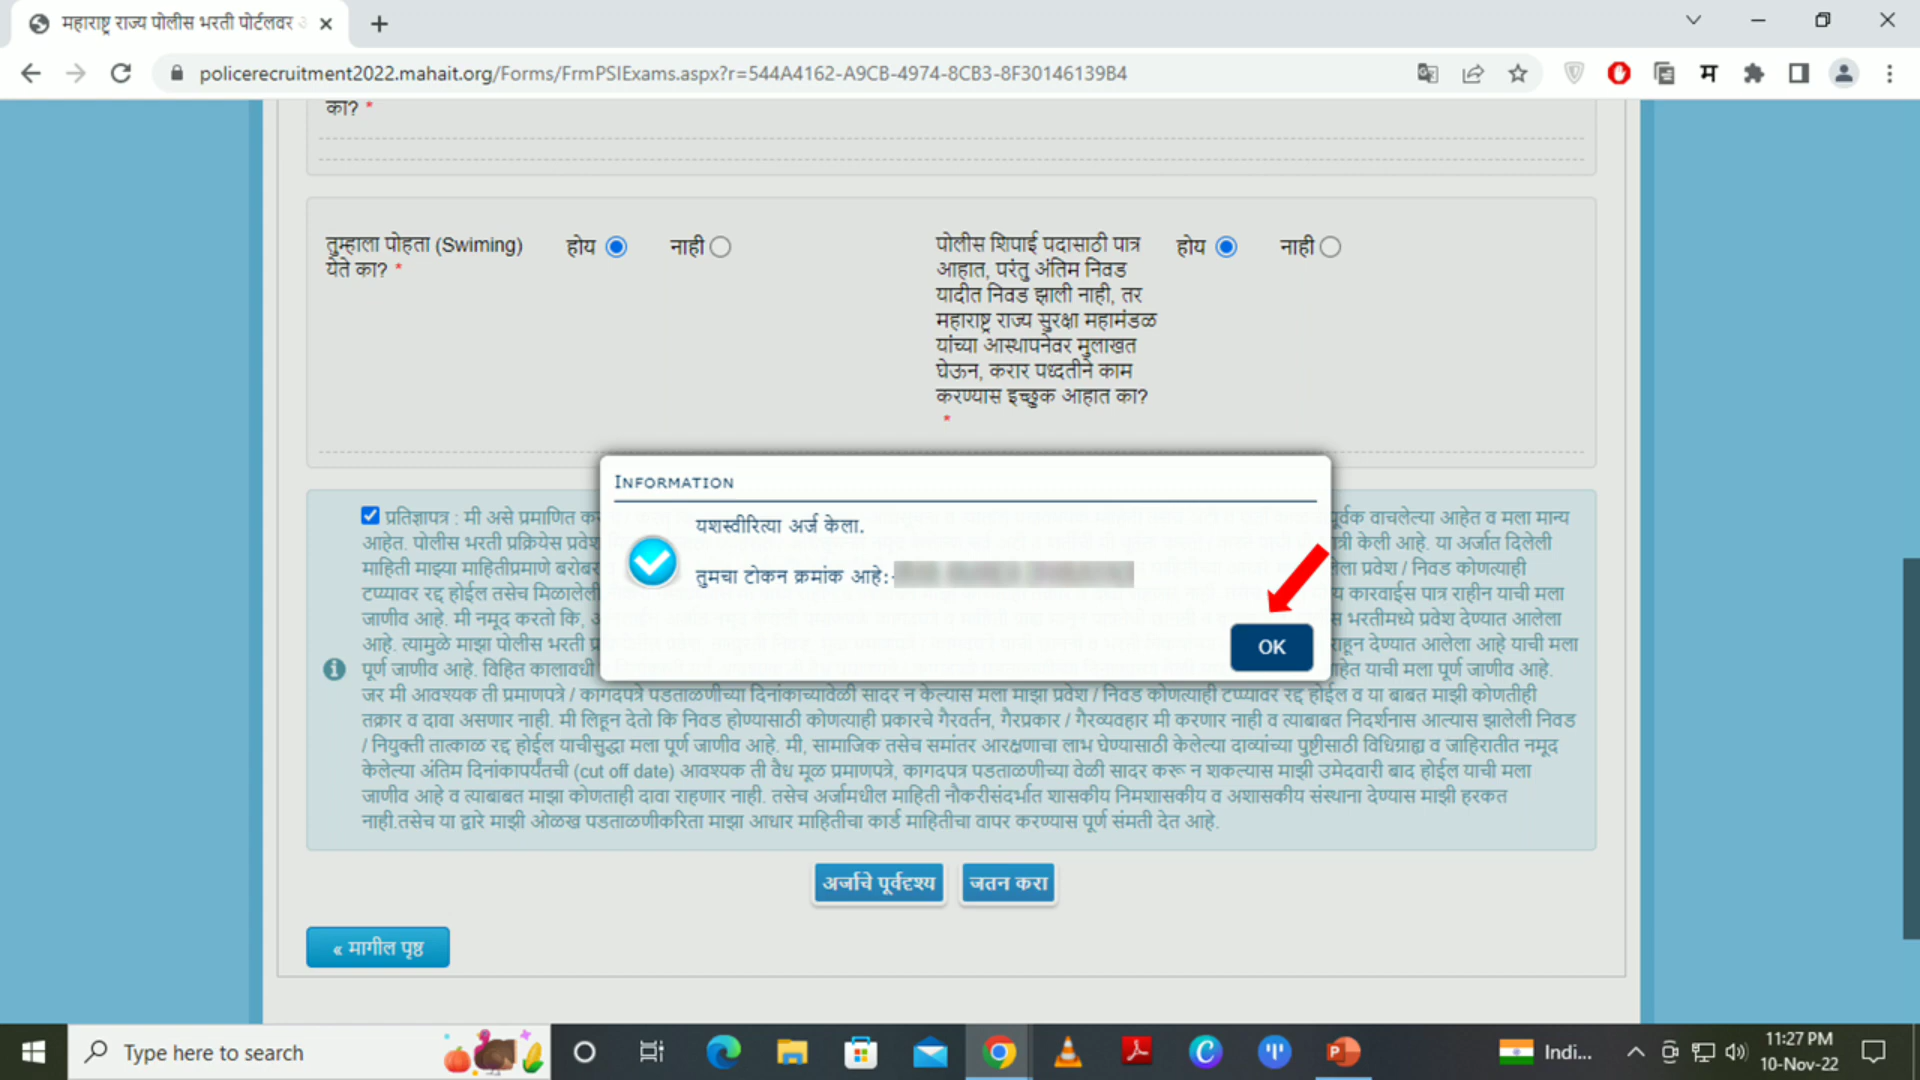 महाराष्ट्र राज्य पोलीस भरती पोर्टलवर
policerecruitment2022.mahait.org/Forms/FrmPSIExams.aspx?r=544A4162-A9CB-4974-8CB3-8F30146139B4
का? *
तुम्हाला पोहता (Swiming) होय नाही
येते का? *
पोलीस शिपाई पदासाठी पात्र होय नाही
आहात, परंतु अंतिम निवड
यादीत निवड झाली नाही, तर
महाराष्ट्र राज्य सुरक्षा महामंडळ
यांच्या आस्थापनेवर मुलाखत
घेऊन, करार पध्दतीने काम
करण्यास इच्छुक आहात का?
*
INFORMATION
यशस्वीरित्या अर्ज केला.
तुमचा टोकन क्रमांक आहे:-
OK
प्रतिज्ञापत्र : मी असे प्रमाणित पूर्वक वाचलेल्या आहेत व मला मान्य
आहेत. पोलीस भरती प्रक्रियेस केली आहे. या अर्जात दिलेली
माहिती माझ्या माहितीप्रमाणे प्रवेश / निवड कोणत्याही
टप्प्यावर रद्द होईल तसेच कारवाईस पात्र राहीन याची मला
जाणीव आहे. मी नमूद करतो कि, भरतीमध्ये प्रवेश देण्यात आलेला
आहे. त्यामुळे माझा पोलीस भरती राहून देण्यात आलेला आहे याची मला
पूर्ण जाणीव आहे. विहित कालावधी याची मला पूर्ण जाणीव आहे.
जर मी आवश्यक ती प्रमाणपत्रे / कागदपत्रे पडताळणीच्या दिनांकाच्यावेळी सादर न केल्यास मला माझा प्रवेश / निवड कोणत्याही टप्प्यावर रद्द होईल व या बाबत माझी कोणतीही
तक्रार व दावा असणार नाही. मी लिहून देतो कि निवड होण्यासाठी कोणत्याही प्रकारचे गैरवर्तन, गैरप्रकार / गैरव्यवहार मी करणार नाही व त्याबाबत निदर्शनास आल्यास झालेली निवड
/ नियुक्ती तात्काळ रद्द होईल याचीसुद्धा मला पूर्ण जाणीव आहे. मी, सामाजिक तसेच समांतर आरक्षणाचा लाभ घेण्यासाठी केलेल्या दाव्यांच्या पुष्टीसाठी विधिग्राह्य व जाहिरातीत नमूद
केलेल्या अंतिम दिनांकापर्यंतची (cut off date) आवश्यक ती वैध मूळ प्रमाणपत्रे, कागदपत्र पडताळणीच्या वेळी सादर करू न शकल्यास माझी उमेदवारी बाद होईल याची मला
जाणीव आहे व त्याबाबत माझा कोणताही दावा राहणार नाही. तसेच अर्जामधील माहिती नौकरीसंदर्भात शासकीय निमशासकीय व अशासकीय संस्थाना देण्यास माझी हरकत
नाही.तसेच या द्वारे माझी ओळख पडताळणीकरिता माझा आधार माहितीचा कार्ड माहितीचा वापर करण्यास पूर्ण संमती देत आहे.
अर्जाचे पूर्वदृश्य जतन करा
« मागील पृष्ठ
Type here to search
Indi...
11:27 PM
10-Nov-22